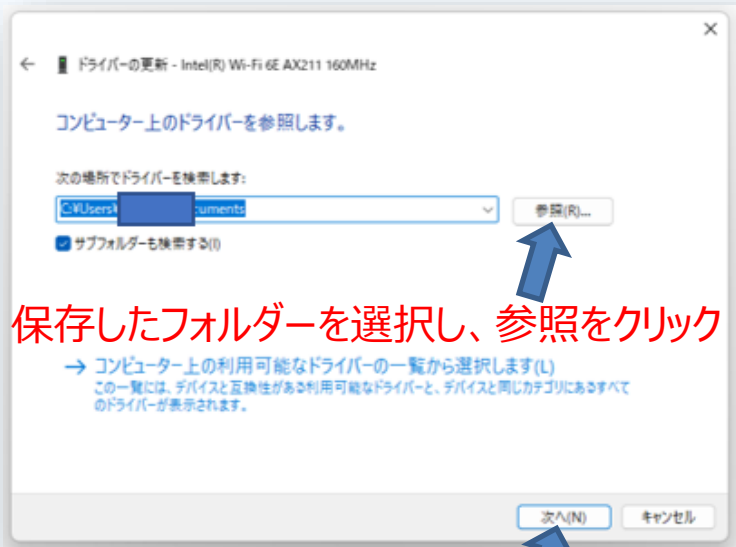 ドライバーの更新 - Intel(R) Wi-Fi 6E AX211 160MHz
コンピューター上のドライバーを参照します。
次の場所でドライバーを検索します:
C:¥Users¥ cuments
参照(R)...
サブフォルダーも検索する(I)
保存したフォルダーを選択し、参照をクリック
→ コンピューター上の利用可能なドライバーの一覧から選択します(L)
この一覧には、デバイスと互換性がある利用可能なドライバーと、デバイスと同じカテゴリにあるすべて
のドライバーが表示されます。
次へ(N)
キャンセル